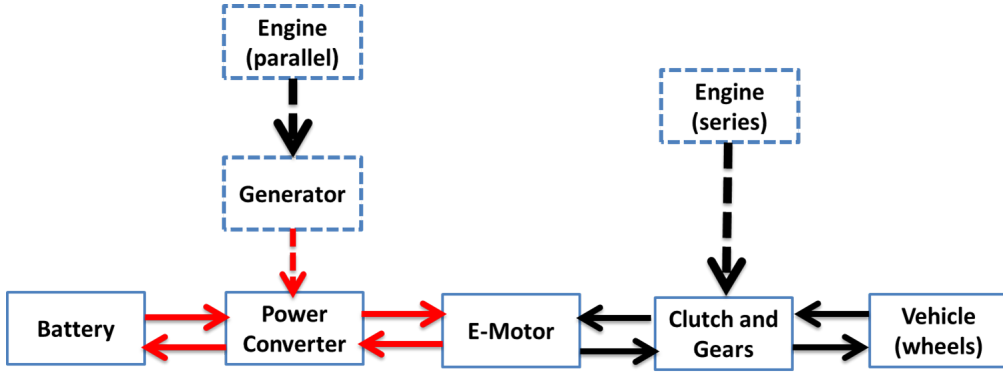 Engine
(parallel)
Engine
(series)
Generator
Battery
Power
Converter
E-Motor
Clutch and
Gears
Vehicle
(wheels)